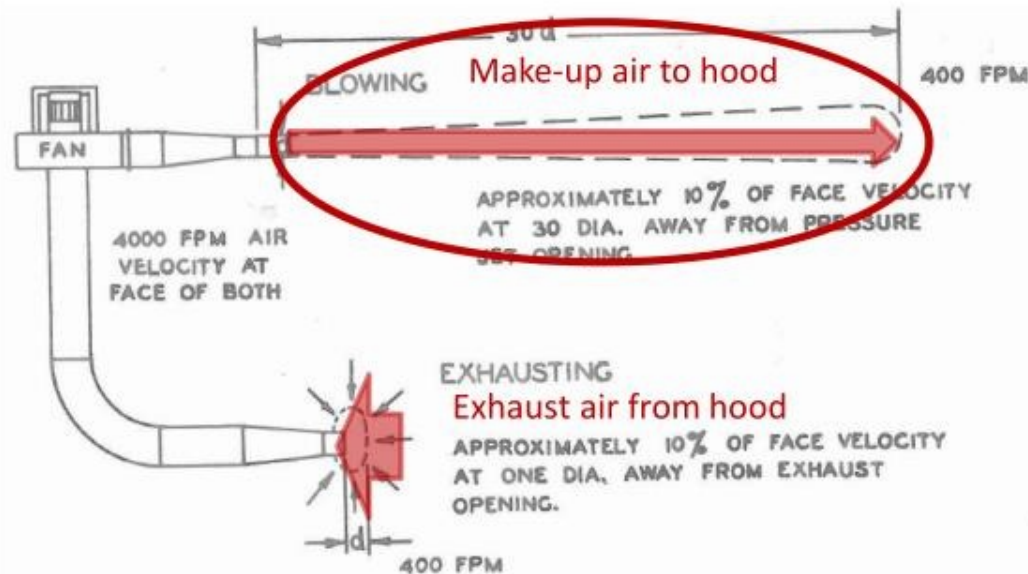 30 d
Make-up air to hood
400 FPM
BLOWING
FAN
APPROXIMATELY 10% OF FACE VELOCITY
AT 30 DIA. AWAY FROM PRESSURE
JET OPENING
4000 FPM AIR
VELOCITY AT
FACE OF BOTH
EXHAUSTING
Exhaust air from hood
APPROXIMATELY 10% OF FACE VELOCITY
AT ONE DIA. AWAY FROM EXHAUST
OPENING.
d
400 FPM